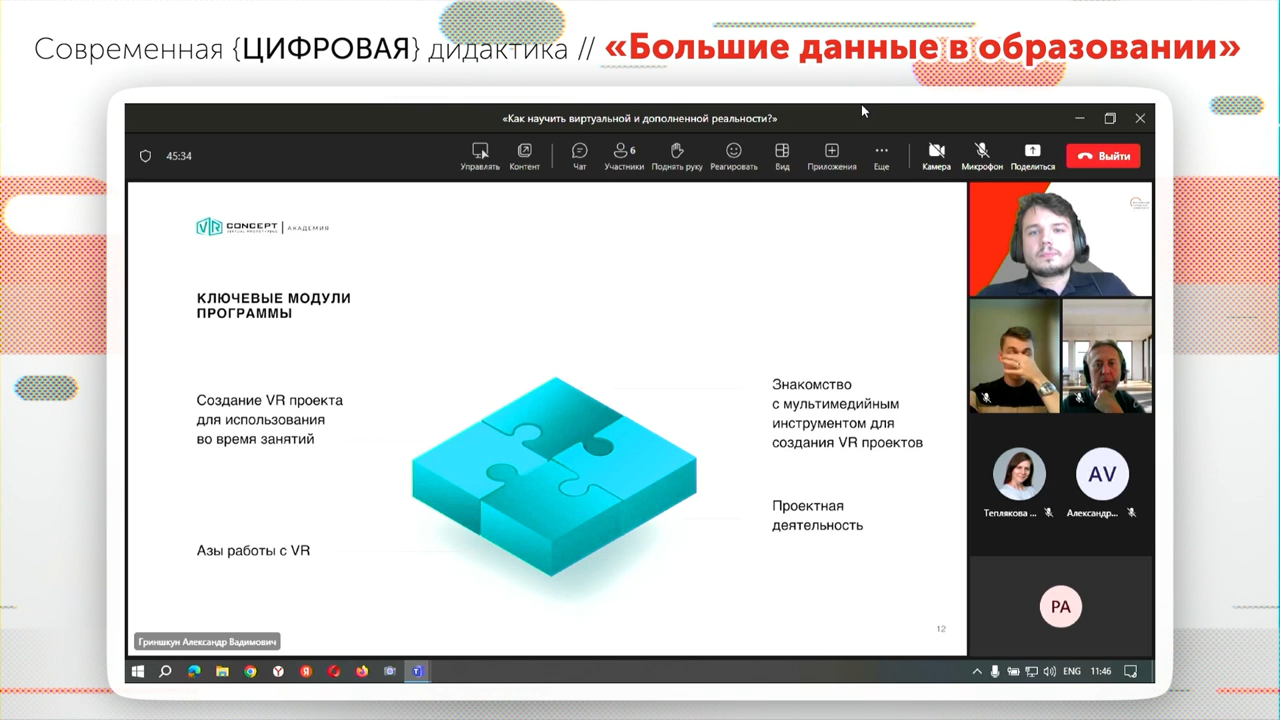 Современная {ЦИФРОВАЯ} дидактика // «Большие данные в образовании»
«Как научить виртуальной и дополненной реальности?»
45:34
Управлять
Контент
Чат
6
Участники
Поднять руку
Реагировать
Вид
Приложения
Еще
Камера
Микрофон
Поделиться
Выйти
VR CONCEPT
VIRTUAL PROTOTYPING
АКАДЕМИЯ
КЛЮЧЕВЫЕ МОДУЛИ
ПРОГРАММЫ
Создание VR проекта
для использования
во время занятий
Азы работы с VR
Знакомство
с мультимедийным
инструментом для
создания VR проектов
Проектная
деятельность
12
Гриншкун Александр Вадимович
AV
Теплякова ...
Александр...
PA
ENG
11:46